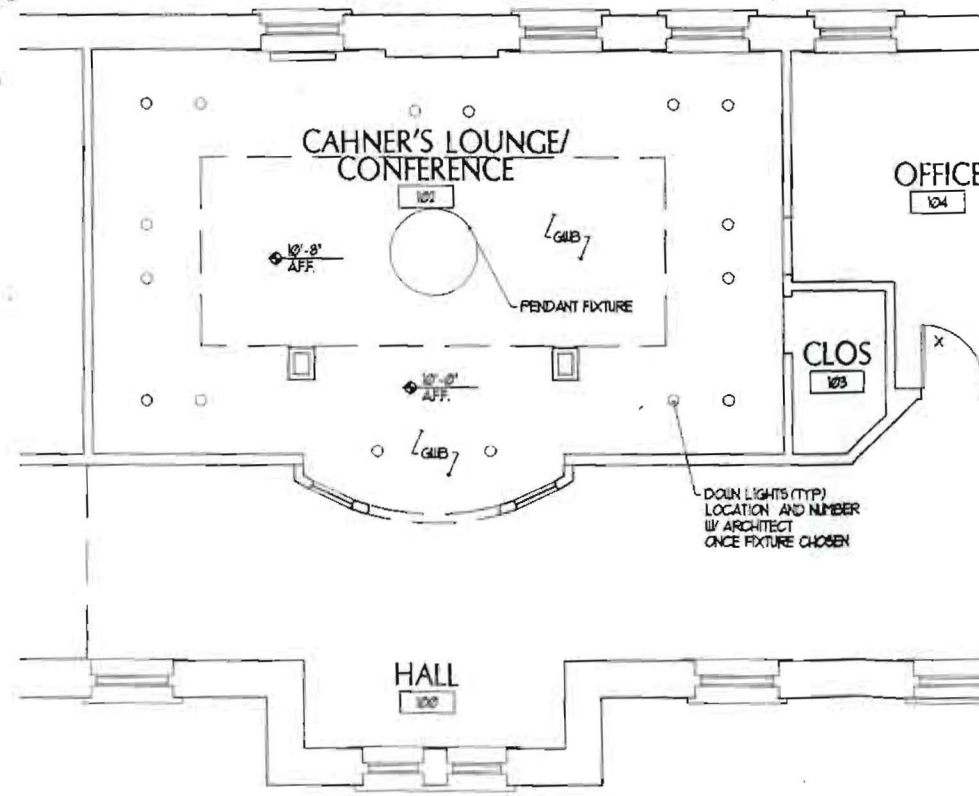 CAHNER'S LOUNGE/
CONFERENCE
102
OFFICE
104
10'-8"
A.F.F.
GWB
PENDANT FIXTURE
CLOS
103
X
10'-0"
A.F.F.
GWB
DOWN LIGHTS (TYP)
LOCATION AND NUMBER
W/ ARCHITECT
ONCE FIXTURE CHOSEN
HALL
100